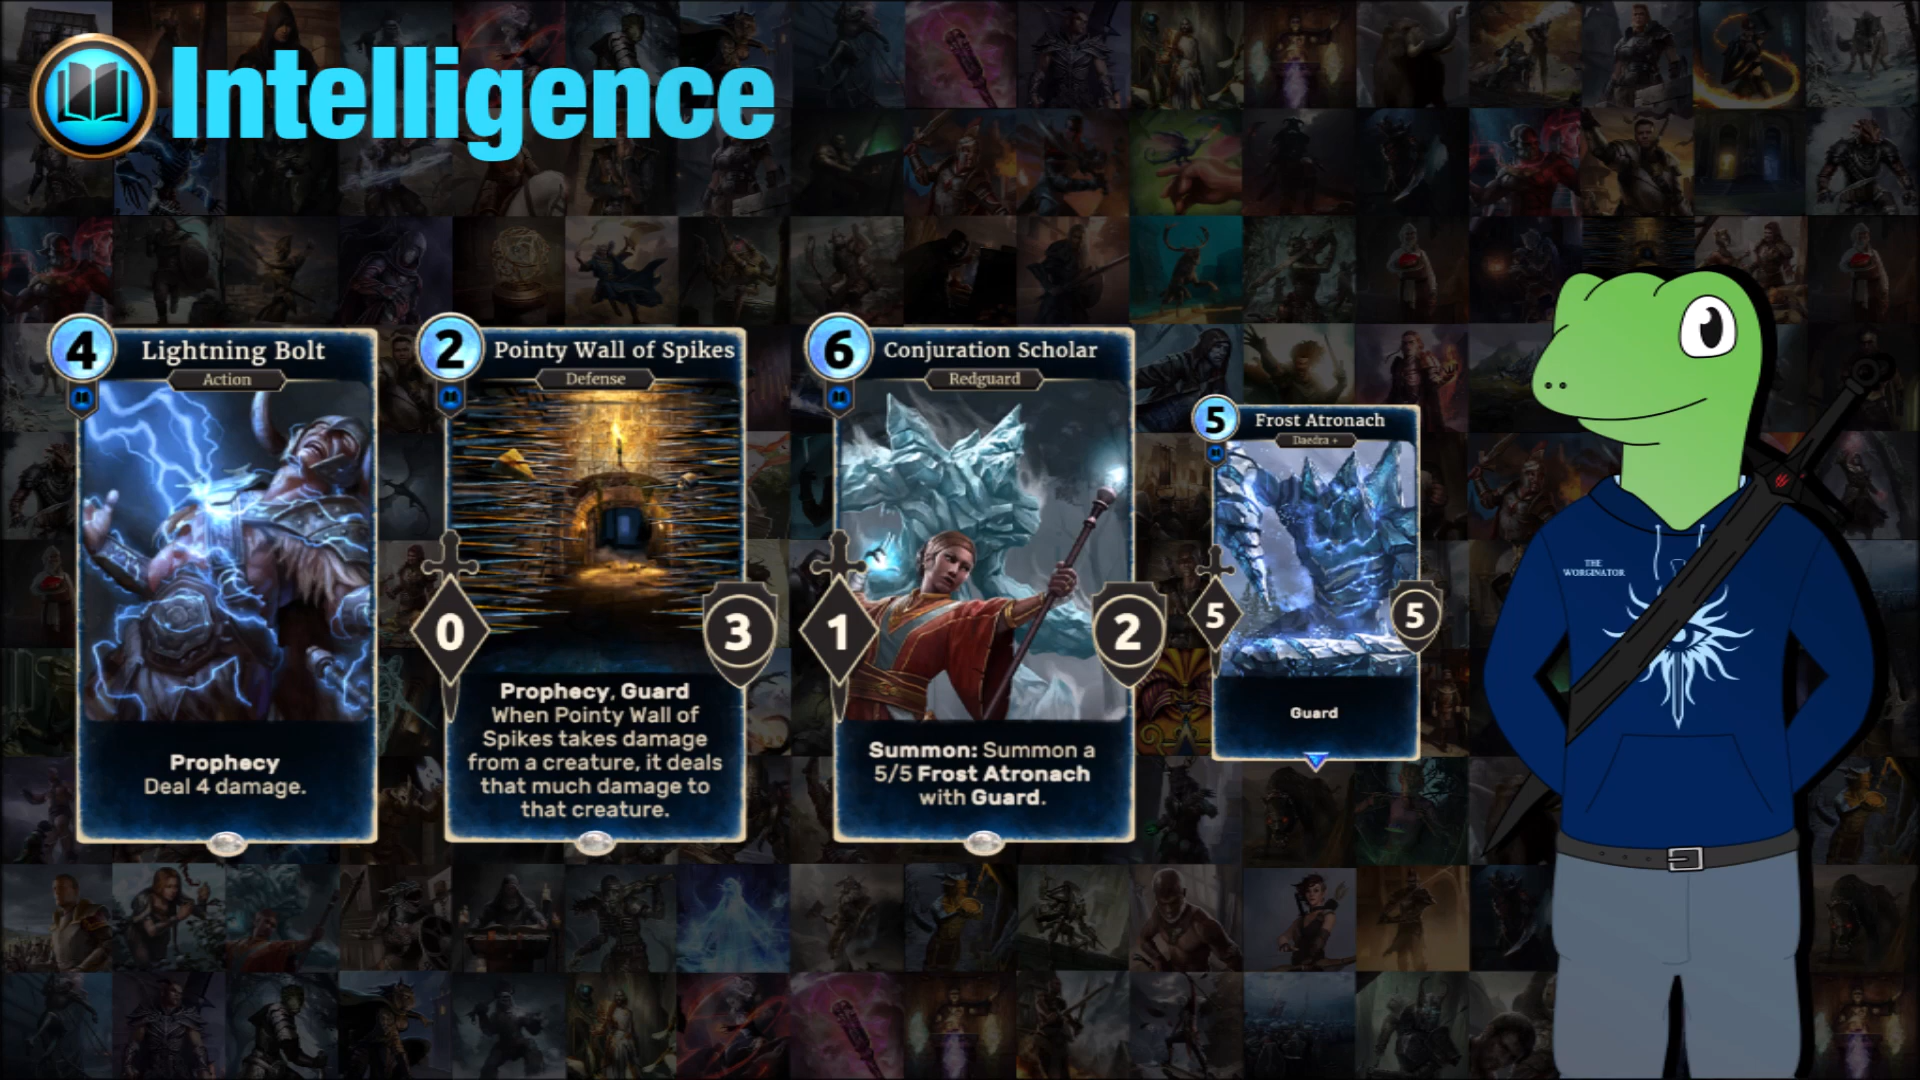 Intelligence
4
Lightning Bolt
Action
Prophecy
Deal 4 damage.
2
Pointy Wall of Spikes
Defense
0
3
Prophecy, Guard
When Pointy Wall of
Spikes takes damage
from a creature, it deals
that much damage to
that creature.
6
Conjuration Scholar
Redguard
1
2
Summon: Summon a
5/5 Frost Atronach
with Guard.
5
Frost Atronach
Daedra +
5
5
Guard
THE
WORGINATOR